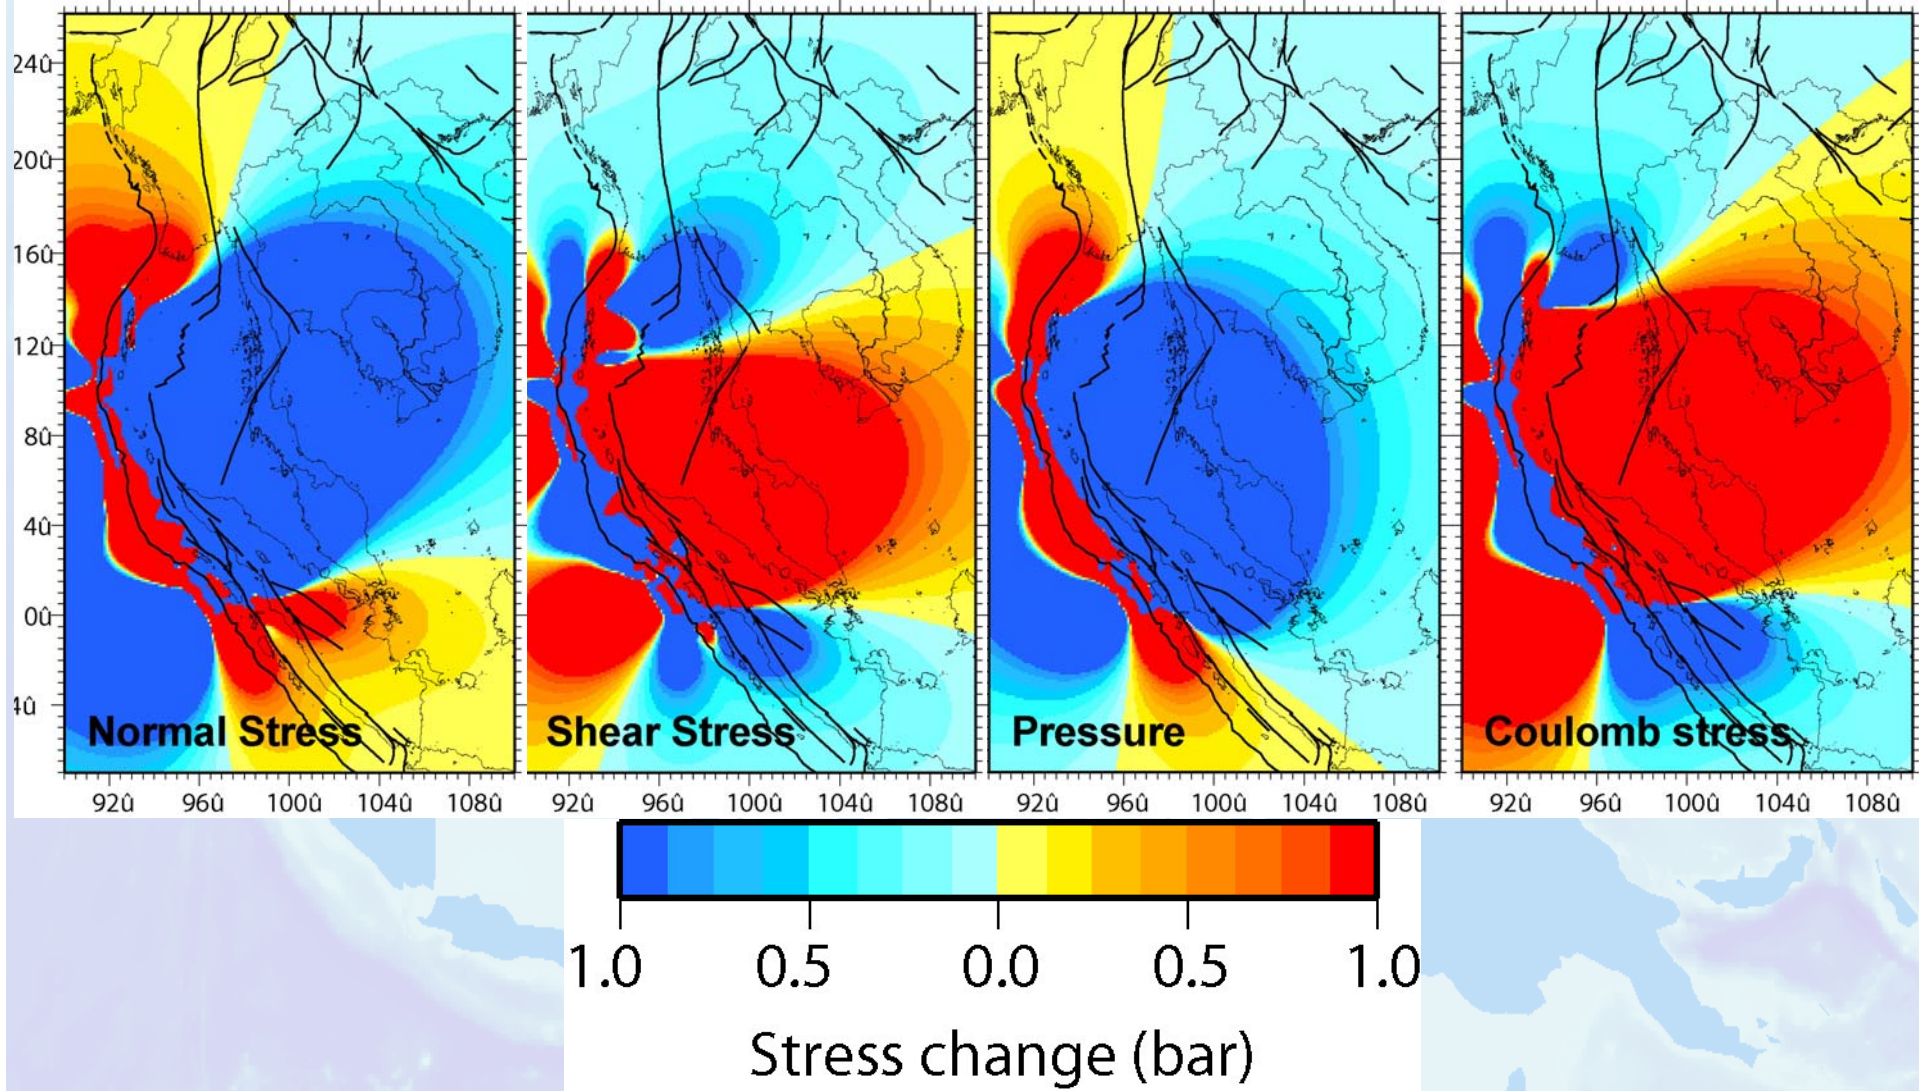 24û
20û
16û
12û
8û
4û
0û
4û
Normal Stress
Shear Stress
Pressure
Coulomb stress
92û 96û 100û 104û 108û
92û 96û 100û 104û 108û
92û 96û 100û 104û 108û
92û 96û 100û 104û 108û
1.0 0.5 0.0 0.5 1.0
Stress change (bar)